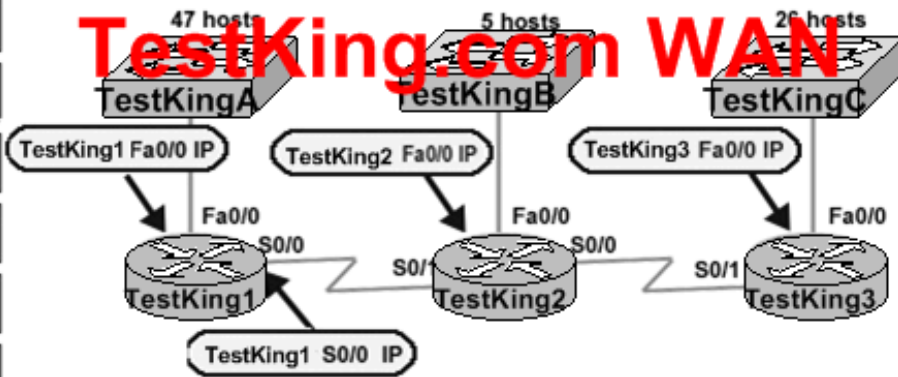 47 hosts
5 hosts
26 hosts
TestKing.com WAN
TestKingA
TestKingB
TestKingC
TestKing1 Fa0/0 IP
TestKing2 Fa0/0 IP
TestKing3 Fa0/0 IP
Fa0/0
Fa0/0
Fa0/0
S0/0
S0/1
S0/0
S0/1
TestKing1
TestKing2
TestKing3
TestKing1 S0/0 IP